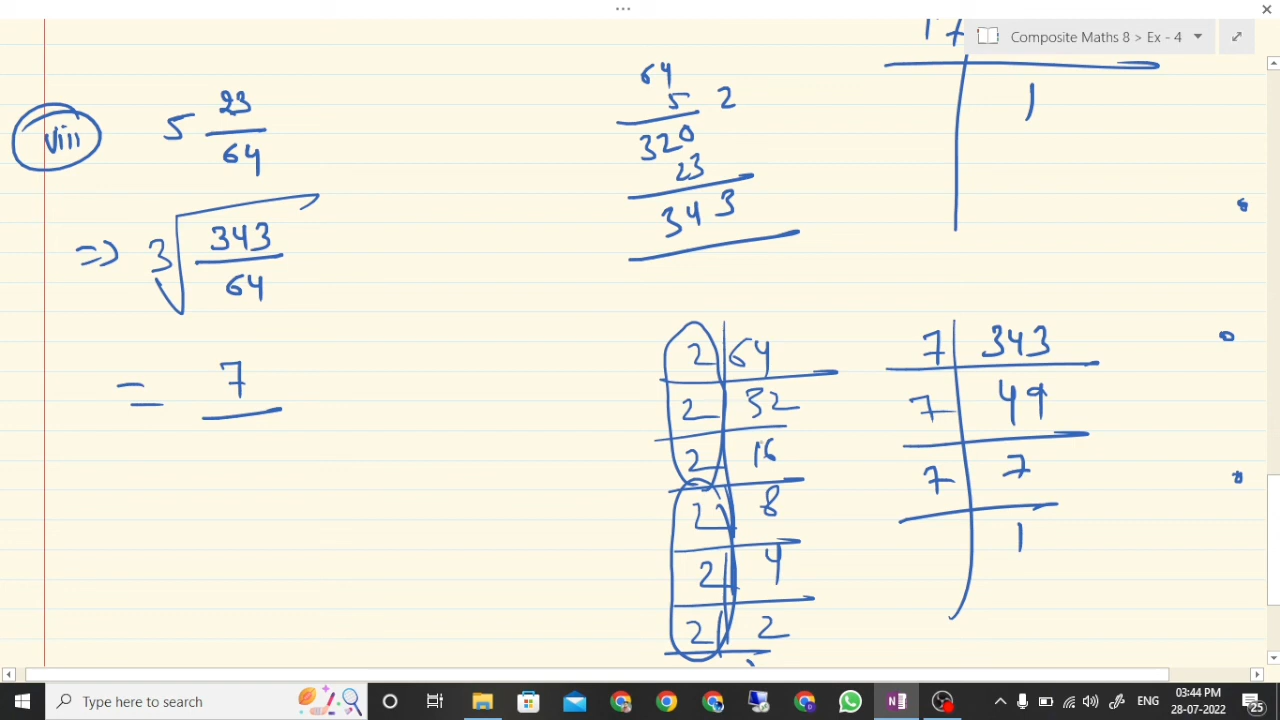 ...
17
Composite Maths 8 > Ex - 4
1
viii
5 23/64
64
5 2
320
23
343
=> ∛343/64
= 7
2 | 64
2 | 32
2 | 16
2 | 8
2 | 4
2 | 2
7 | 343
7 | 49
7 | 7
1
Type here to search
ENG
03:44 PM
28-07-2022
25